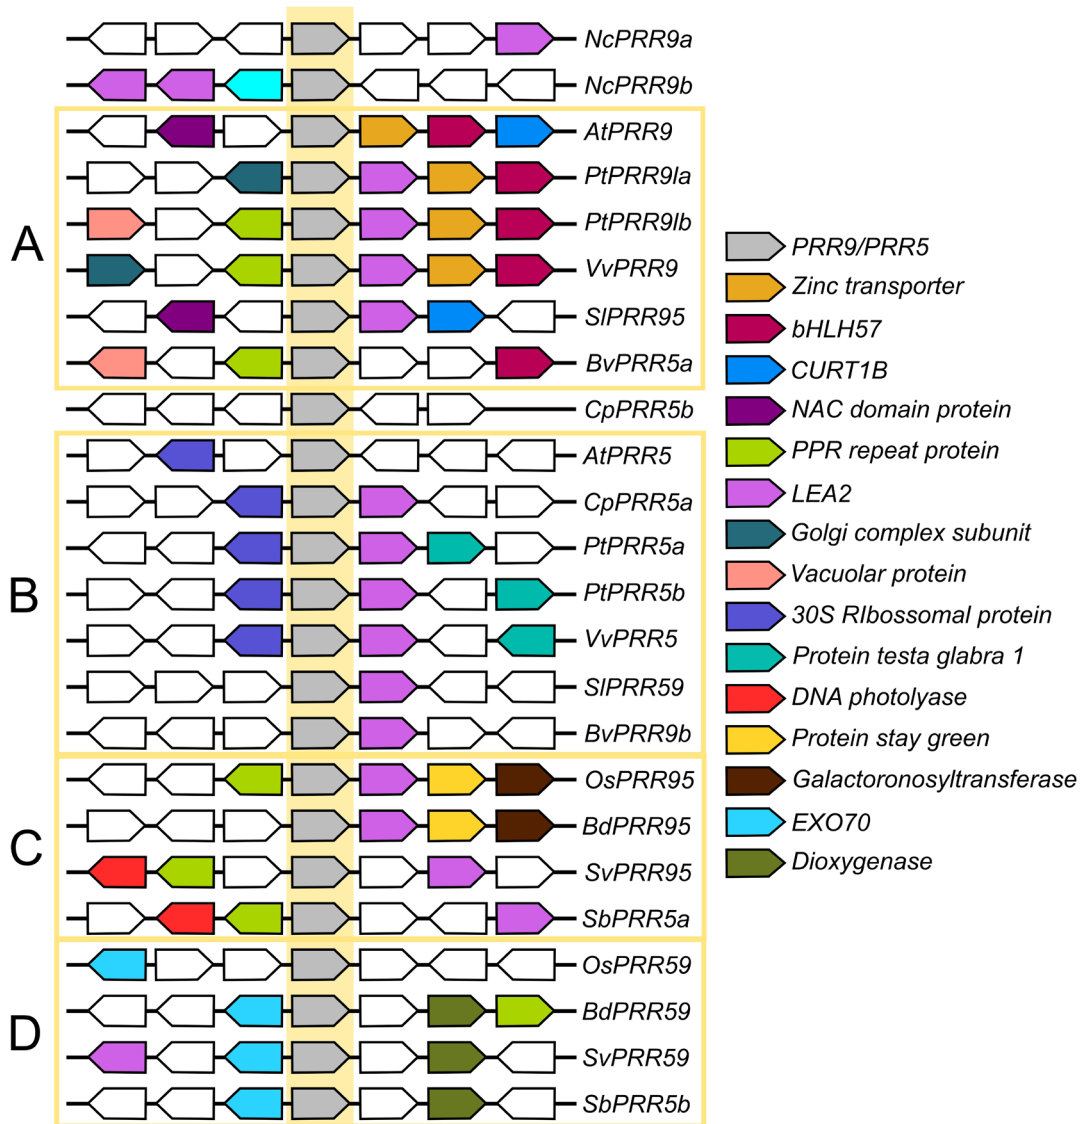 NcPRR9a
NcPRR9b
A
AtPRR9
PtPRR9Ia
PtPRR9Ib
VvPRR9
SlPRR95
BvPRR5a
CpPRR5b
B
AtPRR5
CpPRR5a
PtPRR5a
PtPRR5b
VvPRR5
SlPRR59
BvPRR9b
C
OsPRR95
BdPRR95
SvPRR95
SbPRR5a
D
OsPRR59
BdPRR59
SvPRR59
SbPRR5b
PRR9/PRR5
Zinc transporter
bHLH57
CURT1B
NAC domain protein
PPR repeat protein
LEA2
Golgi complex subunit
Vacuolar protein
30S RIbossomal protein
Protein testa glabra 1
DNA photolyase
Protein stay green
Galactoronosyltransferase
EXO70
Dioxygenase